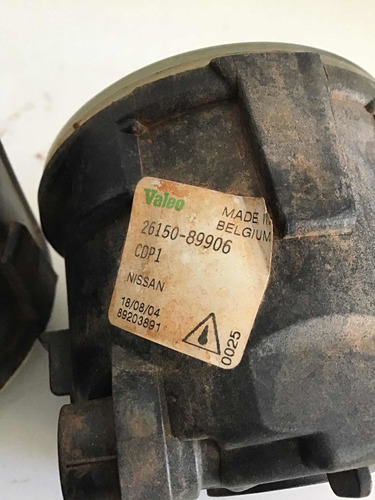 Valeo
MADE IN
BELGIUM
26150-89906
CDP1
NISSAN
18/08/04
89203891
0025